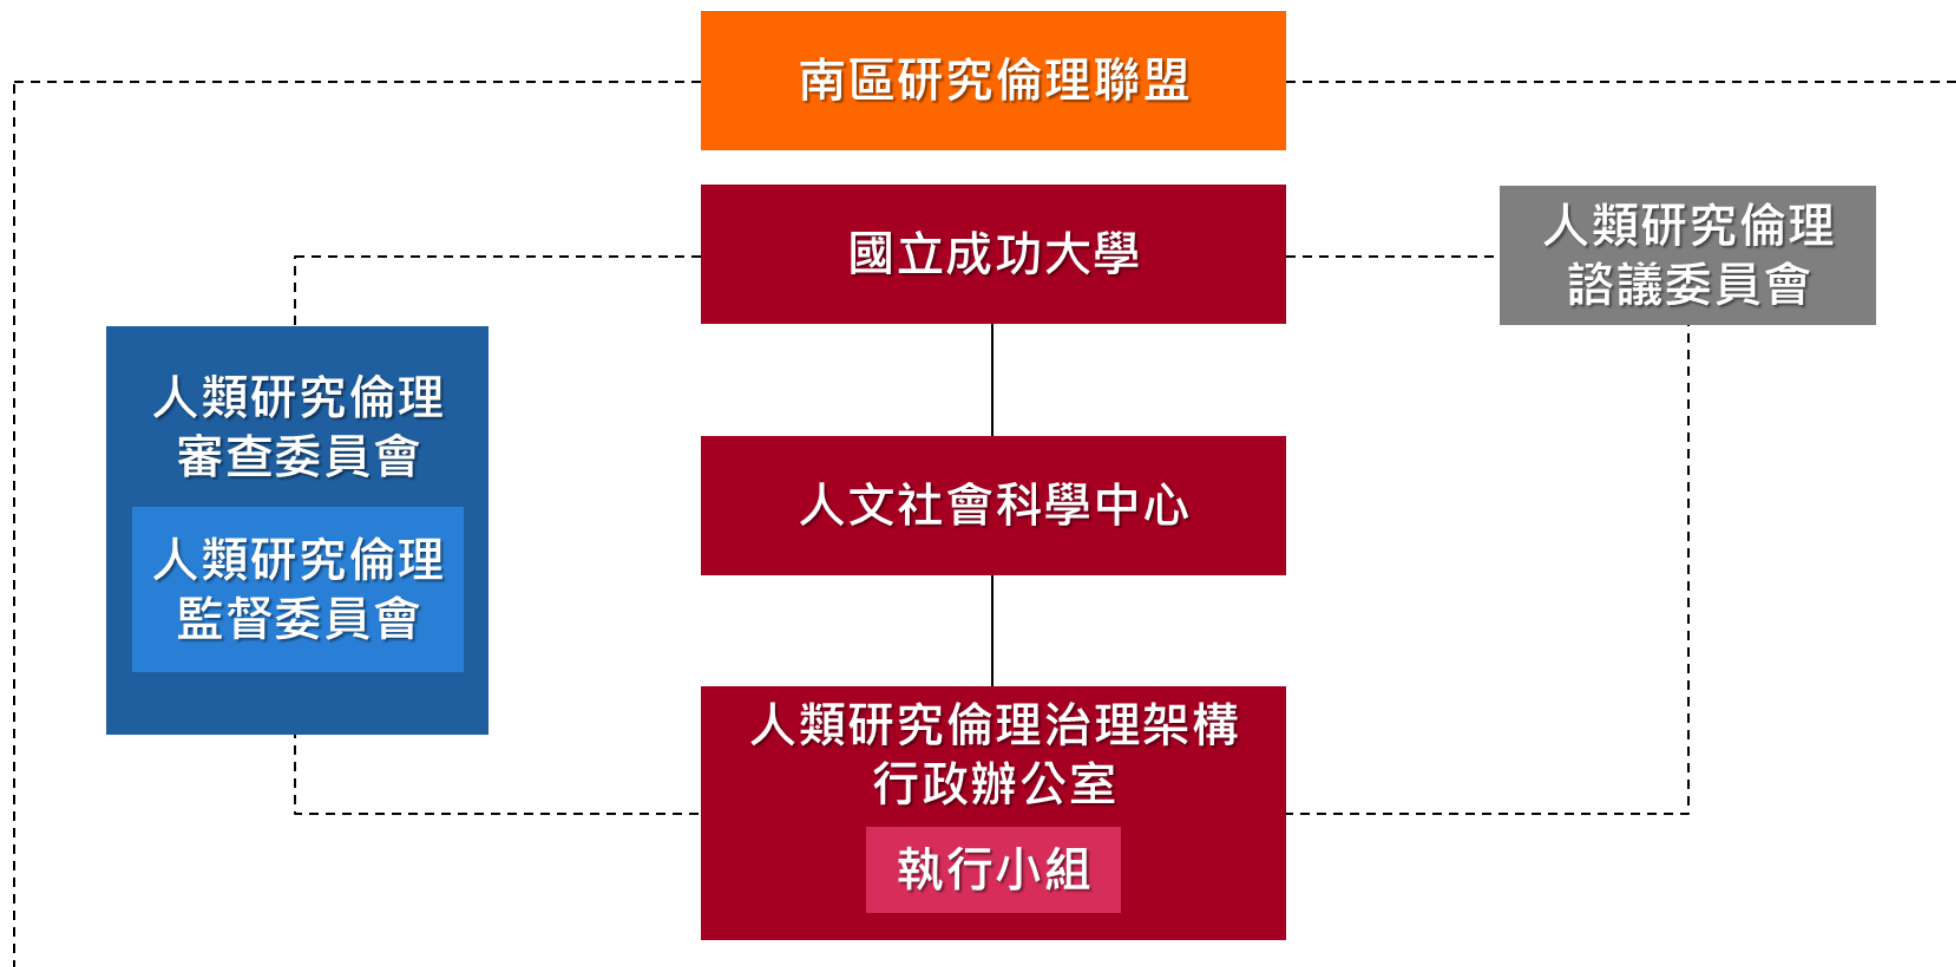 南區研究倫理聯盟
國立成功大學
人類研究倫理
諮議委員會
人類研究倫理
審查委員會
人類研究倫理
監督委員會
人文社會科學中心
人類研究倫理治理架構
行政辦公室
執行小組